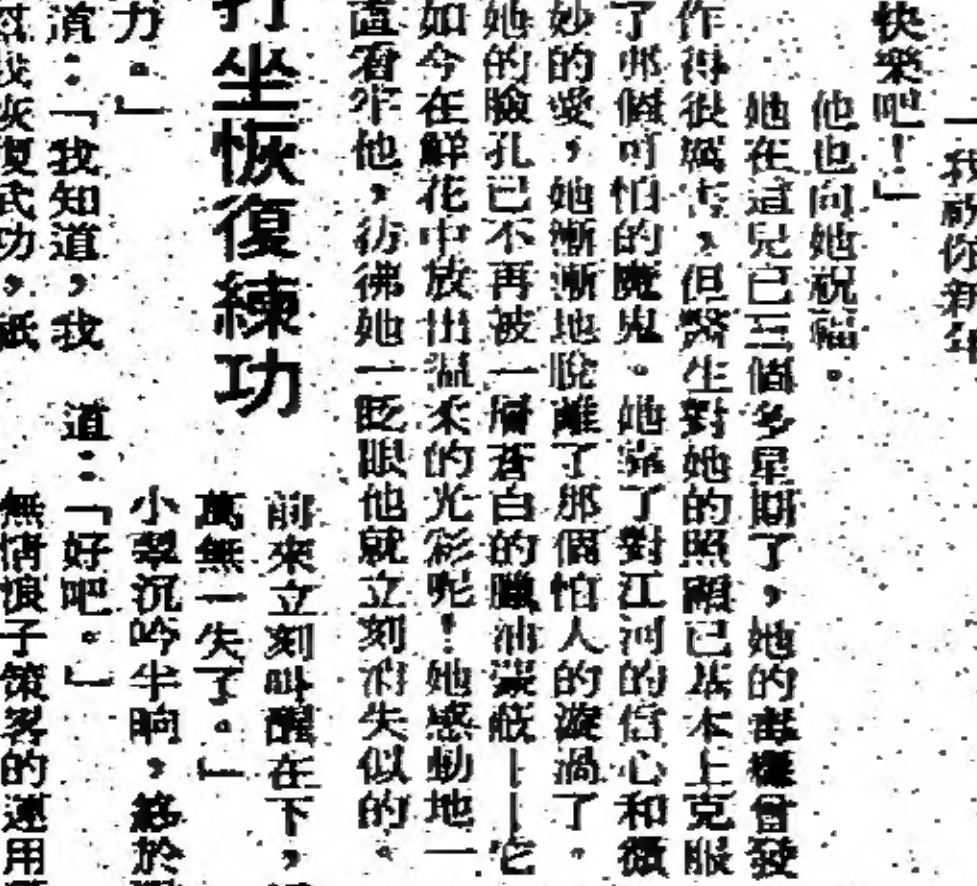 我祝你
快樂吧!」
他也向她祝福。
她在這兒已三個多星期了,她的毒癮曾發
作得很厲害,但醫生對她的照顧已基本上克服
了那個可怕的魔鬼。她靠了對江河的信心和微
妙的愛,她漸漸地脫離了那個怕人的漩渦了。
她的臉孔已不再被一層蒼白的臘油濛蔽——它
如今在鮮花中放出溫柔的光彩呢!她感動地一
直看牢他,彷彿她一眨眼他就立刻消失似的。
打坐恢復練功
力。」
道:「我知道,我
我恢復武功,祇
前來立刻叫醒在下,
萬無一失了。」
小翠沉吟半晌,終於
道:「好吧。」
無情浪子策的運用